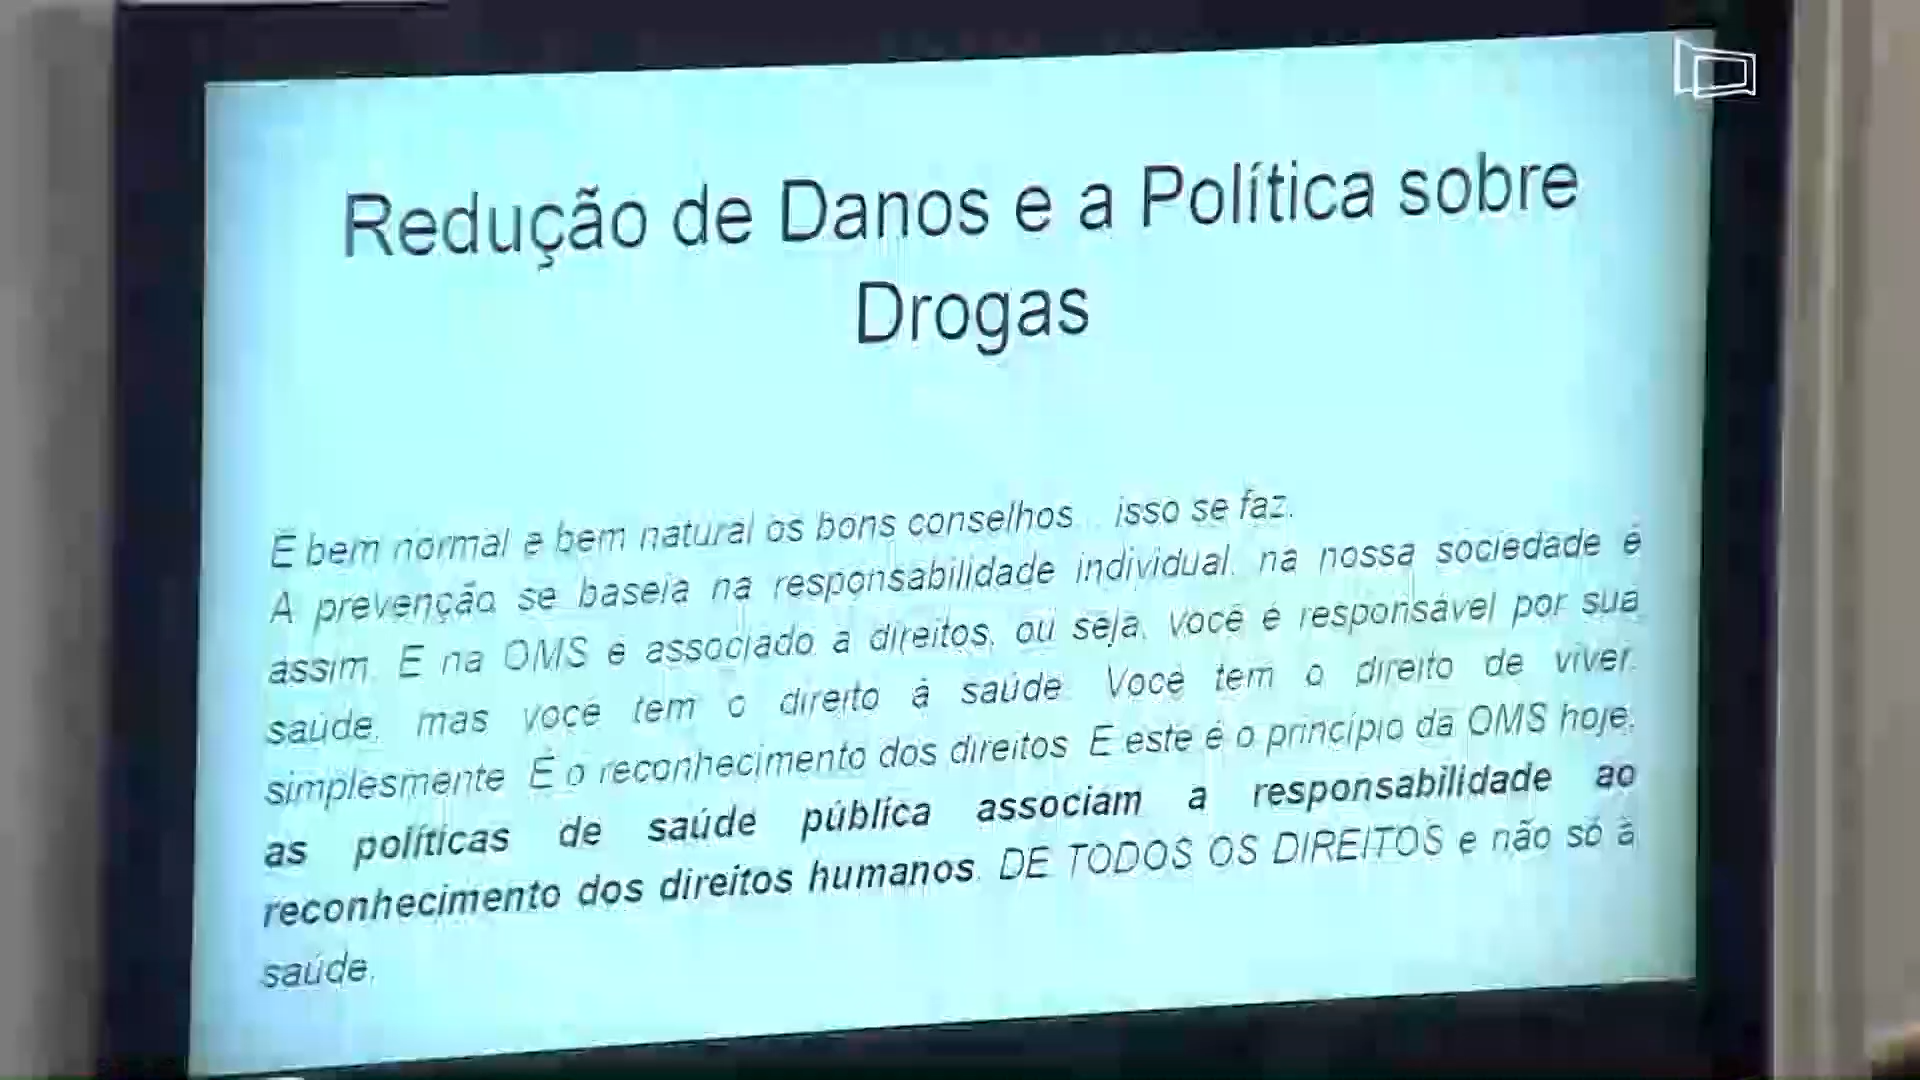 Redução de Danos e a Política sobre
Drogas
É bem normal e bem natural os bons conselhos... isso se faz.
A prevenção se baseia na responsabilidade individual, na nossa sociedade é
assim. E na OMS é associado a direitos, ou seja, você é responsável por sua
saúde, mas você tem o direito à saúde. Você tem o direito de viver,
simplesmente. É o reconhecimento dos direitos. E este é o princípio da OMS hoje,
as políticas de saúde pública associam a responsabilidade ao
reconhecimento dos direitos humanos. DE TODOS OS DIREITOS e não só à
saúde.